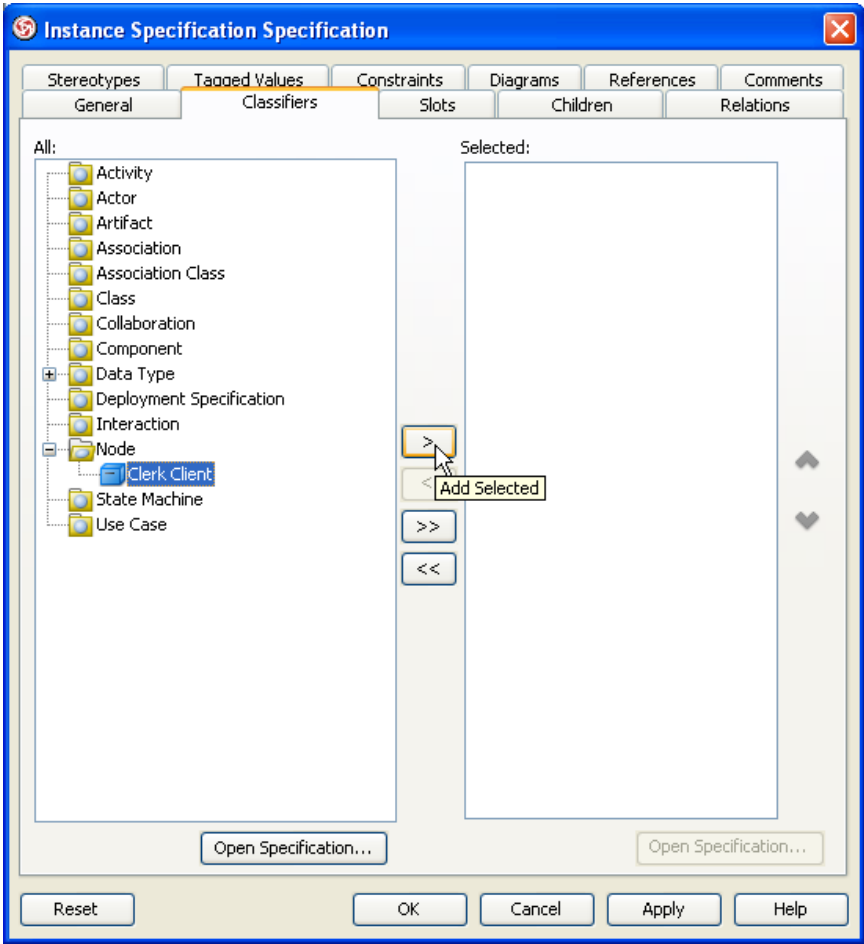 Instance Specification Specification
Stereotypes Tagged Values Constraints Diagrams References Comments
General Classifiers Slots Children Relations
All: Selected:
Activity
Actor
Artifact
Association
Association Class
Class
Collaboration
Component
Data Type
Deployment Specification
Interaction
>
Node
Clerk Client
< Add Selected
State Machine
Use Case
>>
<<
Open Specification... Open Specification...
Reset OK Cancel Apply Help